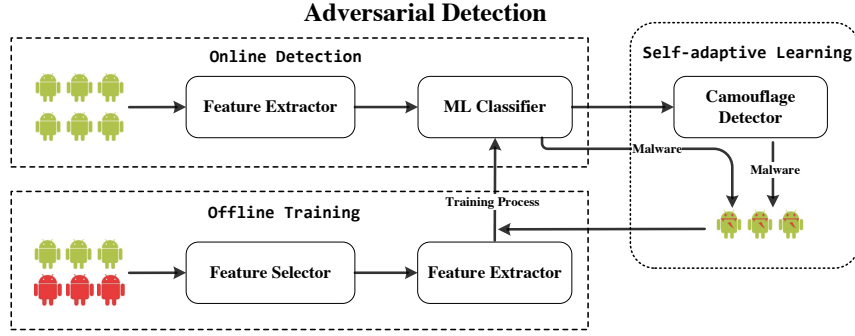 Adversarial Detection
Online Detection
Self-adaptive Learning
Feature Extractor
ML Classifier
Camouflage
Detector
Malware
Malware
Training Process
Offline Training
Feature Selector
Feature Extractor